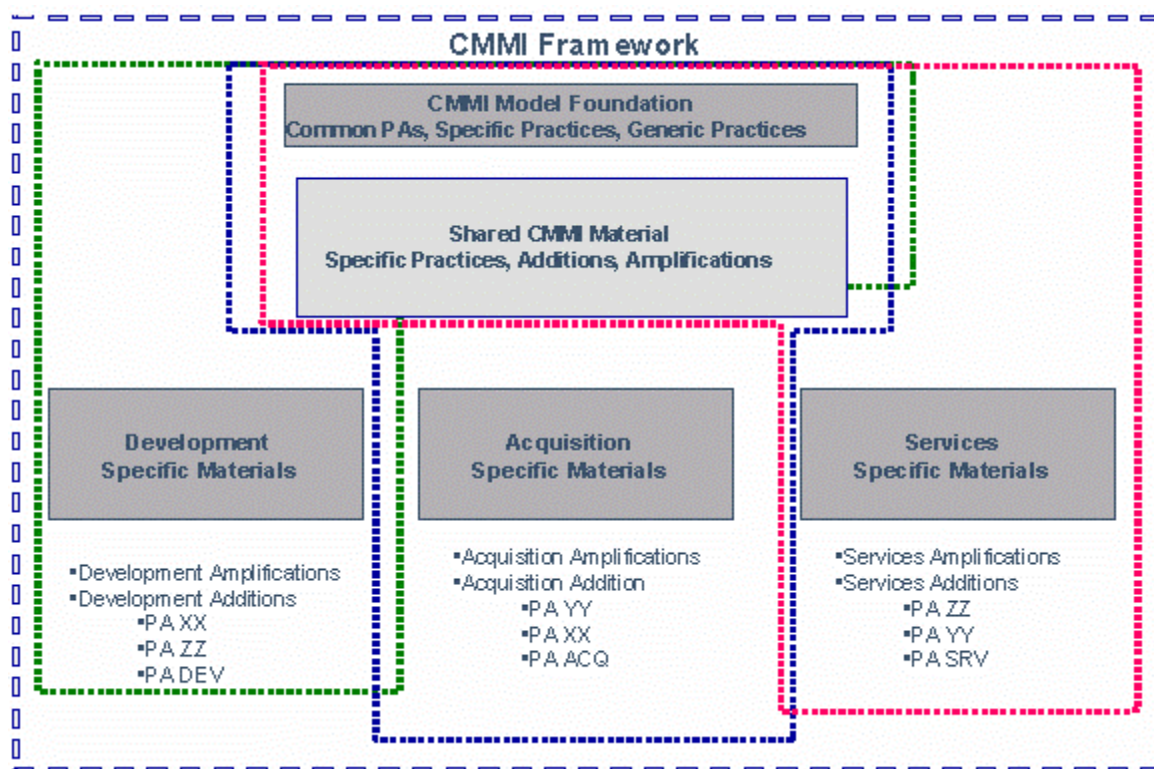 CMMI Framework
CMMI Model Foundation
Common PAs, Specific Practices, Generic Practices
Shared CMMI Material
Specific Practices, Additions, Amplifications
Development
Specific Materials
▪Development Amplifications
▪Development Additions
▪PA XX
▪PA ZZ
▪PA DEV
Acquisition
Specific Materials
▪Acquisition Amplifications
▪Acquisition Addition
▪PA YY
▪PA XX
▪PA ACQ
Services
Specific Materials
▪Services Amplifications
▪Services Additions
▪PA ZZ
▪PA YY
▪PA SRV